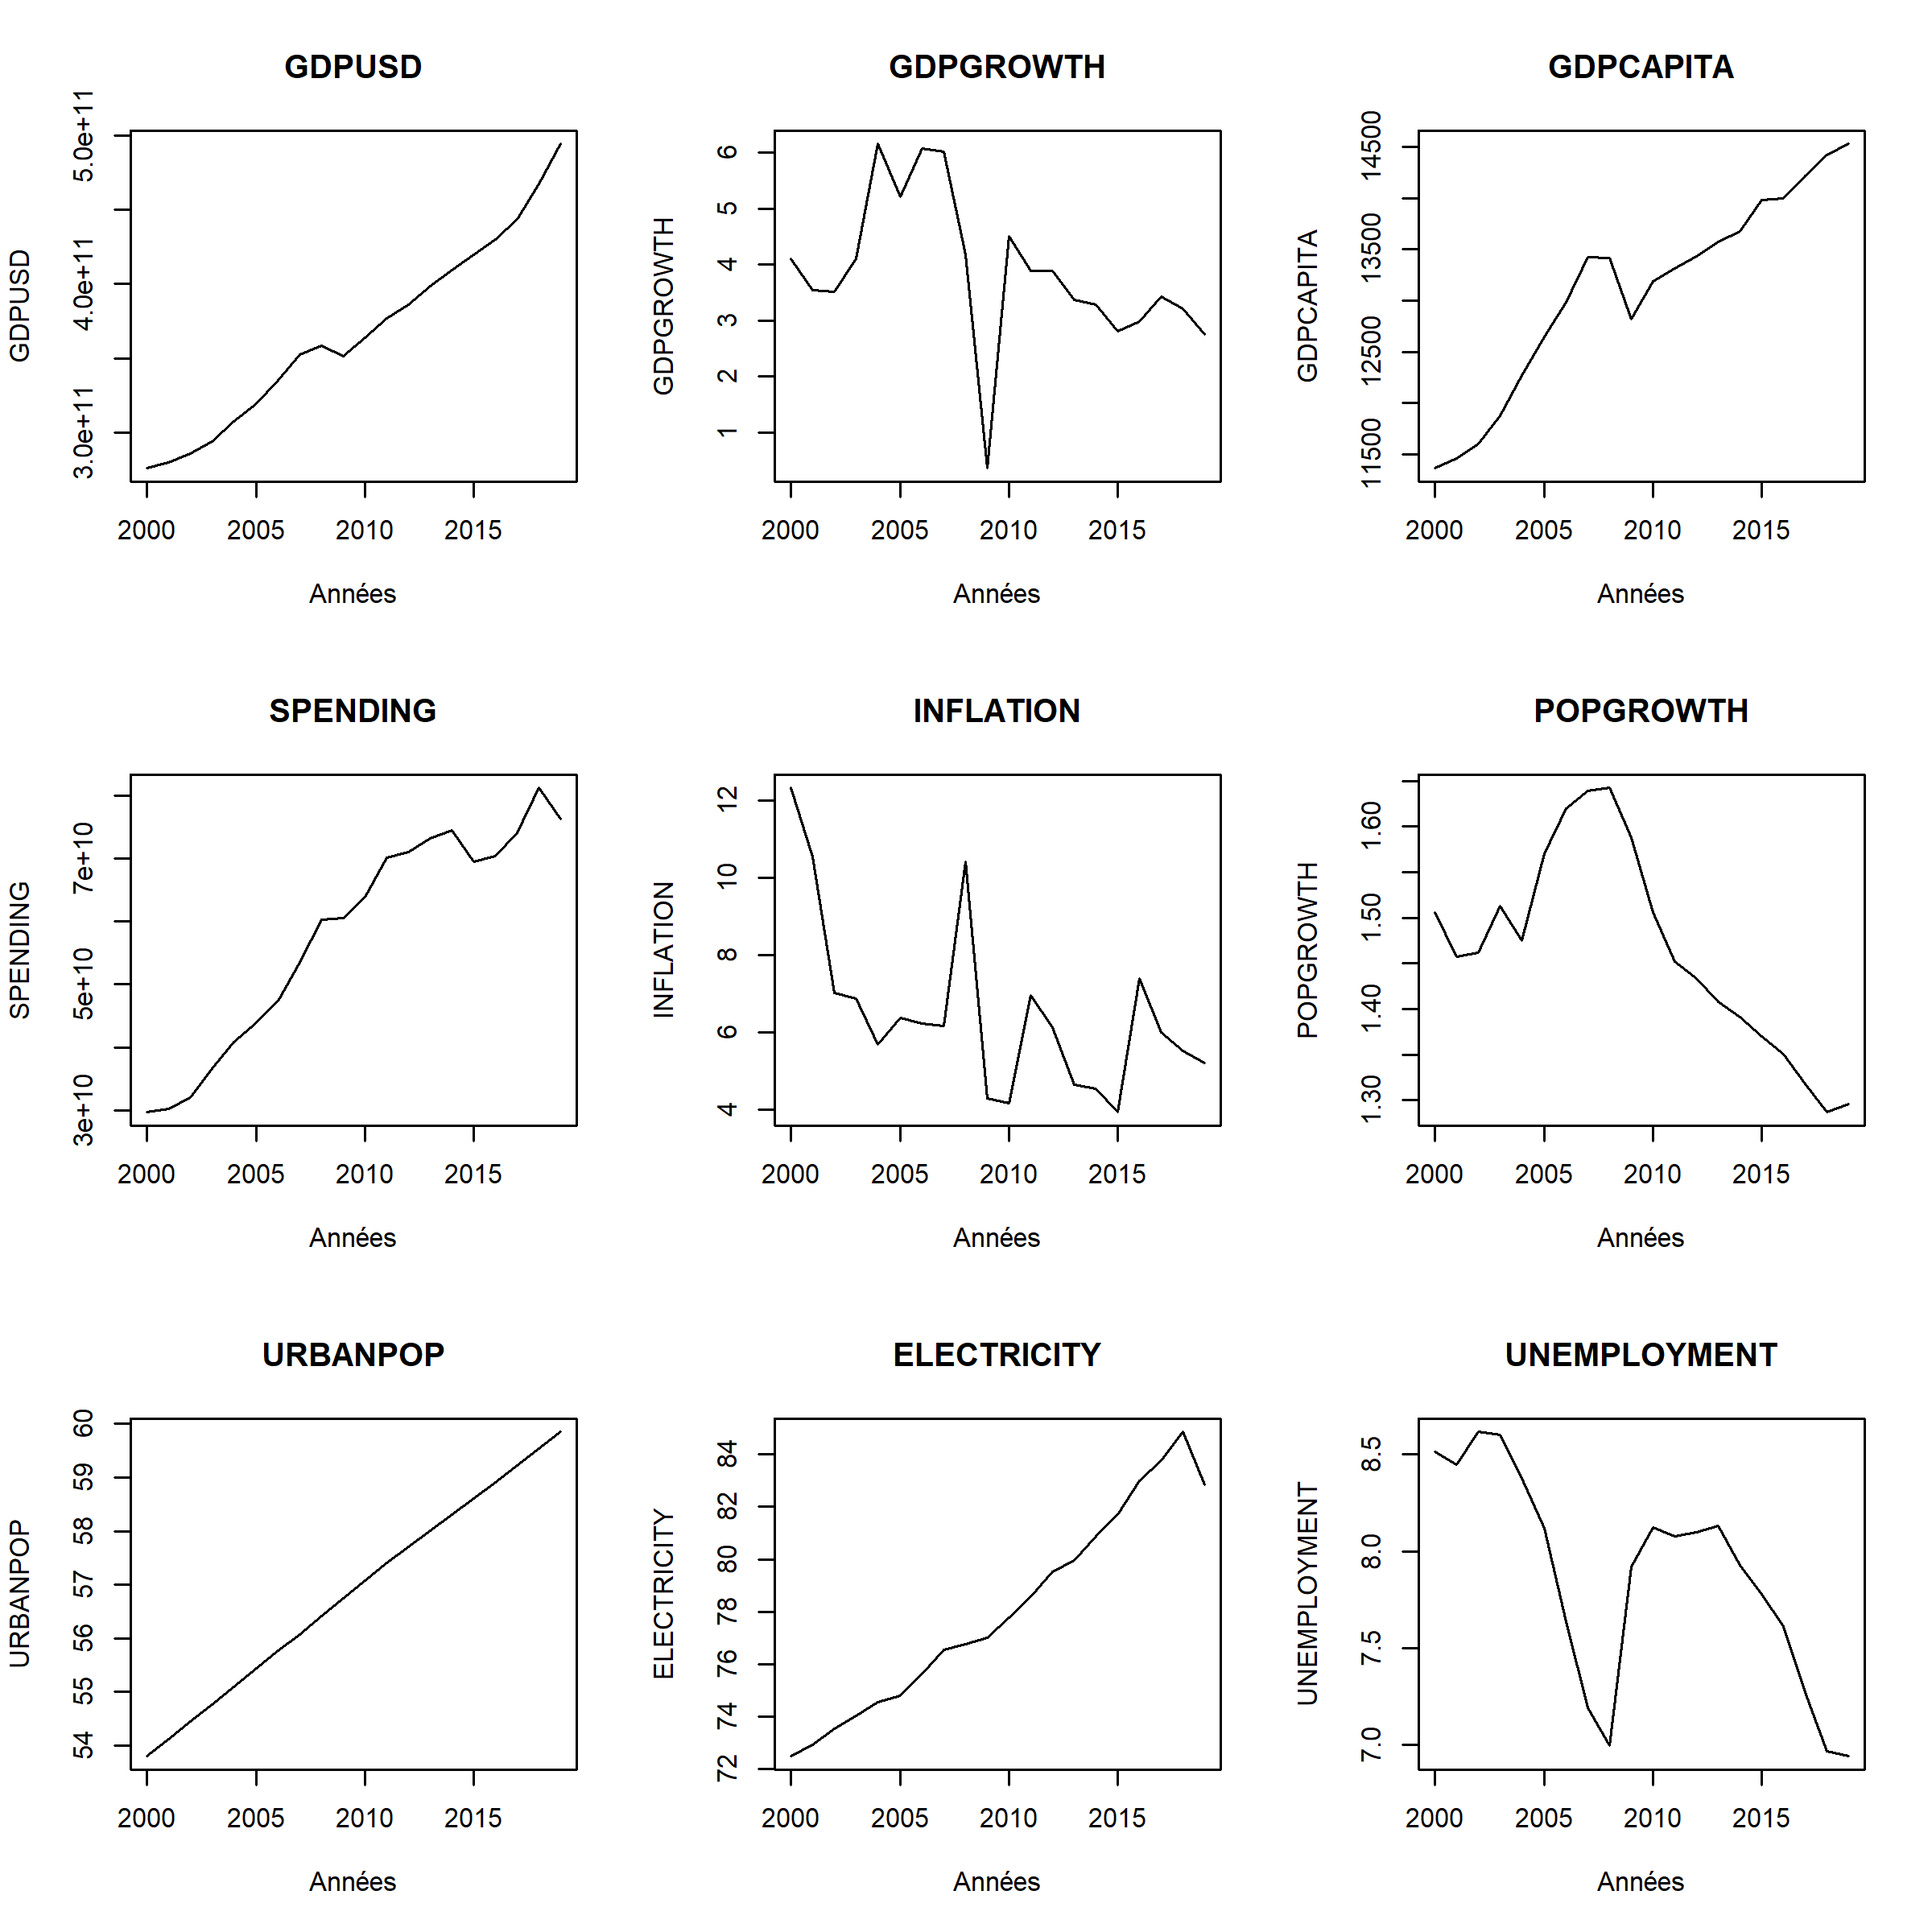 GDPUSD
GDPUSD
3.0e+11 4.0e+11 5.0e+11
2000 2005 2010 2015
Années
GDPGROWTH
GDPGROWTH
1 2 3 4 5 6
2000 2005 2010 2015
Années
GDPCAPITA
GDPCAPITA
11500 12500 13500 14500
2000 2005 2010 2015
Années
SPENDING
SPENDING
3e+10 5e+10 7e+10
2000 2005 2010 2015
Années
INFLATION
INFLATION
4 6 8 10 12
2000 2005 2010 2015
Années
POPGROWTH
POPGROWTH
1.30 1.40 1.50 1.60
2000 2005 2010 2015
Années
URBANPOP
URBANPOP
54 55 56 57 58 59 60
2000 2005 2010 2015
Années
ELECTRICITY
ELECTRICITY
72 74 76 78 80 82 84
2000 2005 2010 2015
Années
UNEMPLOYMENT
UNEMPLOYMENT
7.0 7.5 8.0 8.5
2000 2005 2010 2015
Années